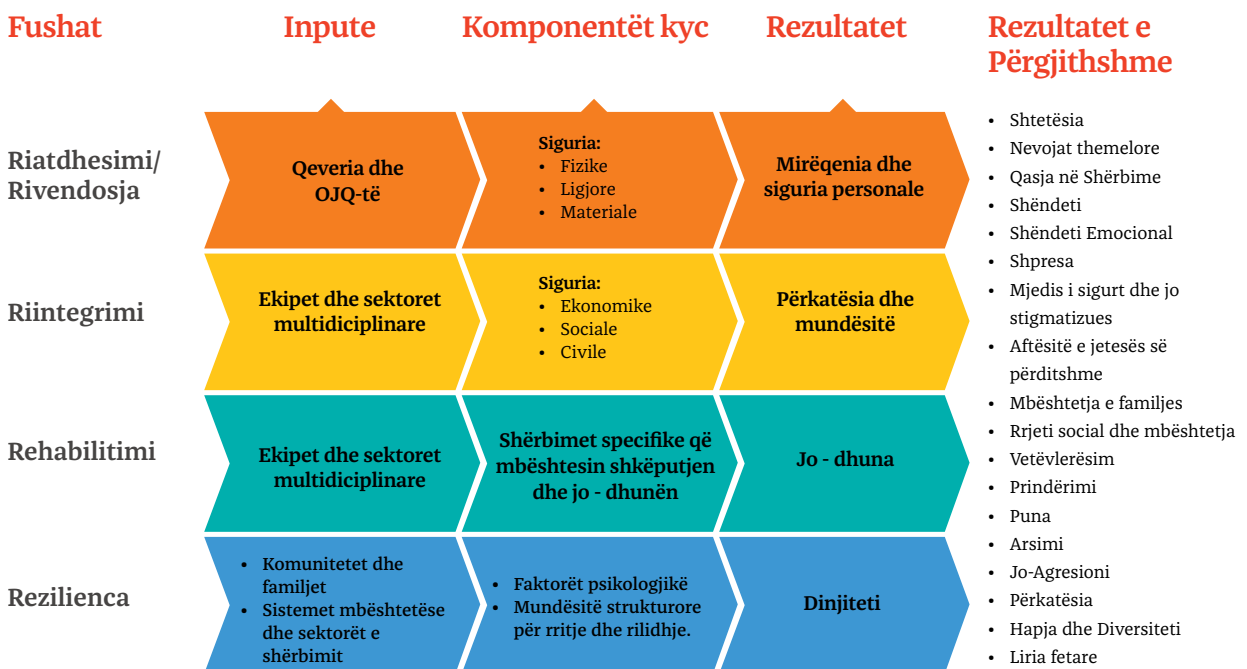 Fushat
Inpute
Komponentët kyc
Rezultatet
Rezultatet e
Përgjithshme
Riatdhesimi/
Rivendosja
Qeveria dhe
OJQ-të
Siguria:
• Fizike
• Ligjore
• Materiale
Mirëqenia dhe
siguria personale
Riintegrimi
Ekipet dhe sektoret
multidiciplinare
Siguria:
• Ekonomike
• Sociale
• Civile
Përkatësia dhe
mundësitë
Rehabilitimi
Ekipet dhe sektoret
multidiciplinare
Shërbimet specifike që
mbështesin shkëputjen
dhe jo - dhunën
Jo - dhuna
Rezilienca
• Komunitetet dhe
familjet
• Sistemet mbështetëse
dhe sektorët e
shërbimit
• Faktorët psikologjikë
• Mundësitë strukturore
për rritje dhe rilidhje.
Dinjiteti
• Shtetësia
• Nevojat themelore
• Qasja në Shërbime
• Shëndeti
• Shëndeti Emocional
• Shpresa
• Mjedis i sigurt dhe jo
stigmatizues
• Aftësitë e jetesës së
përditshme
• Mbështetja e familjes
• Rrjeti social dhe mbështetja
• Vetëvlerësim
• Prindërimi
• Puna
• Arsimi
• Jo-Agresioni
• Përkatësia
• Hapja dhe Diversiteti
• Liria fetare